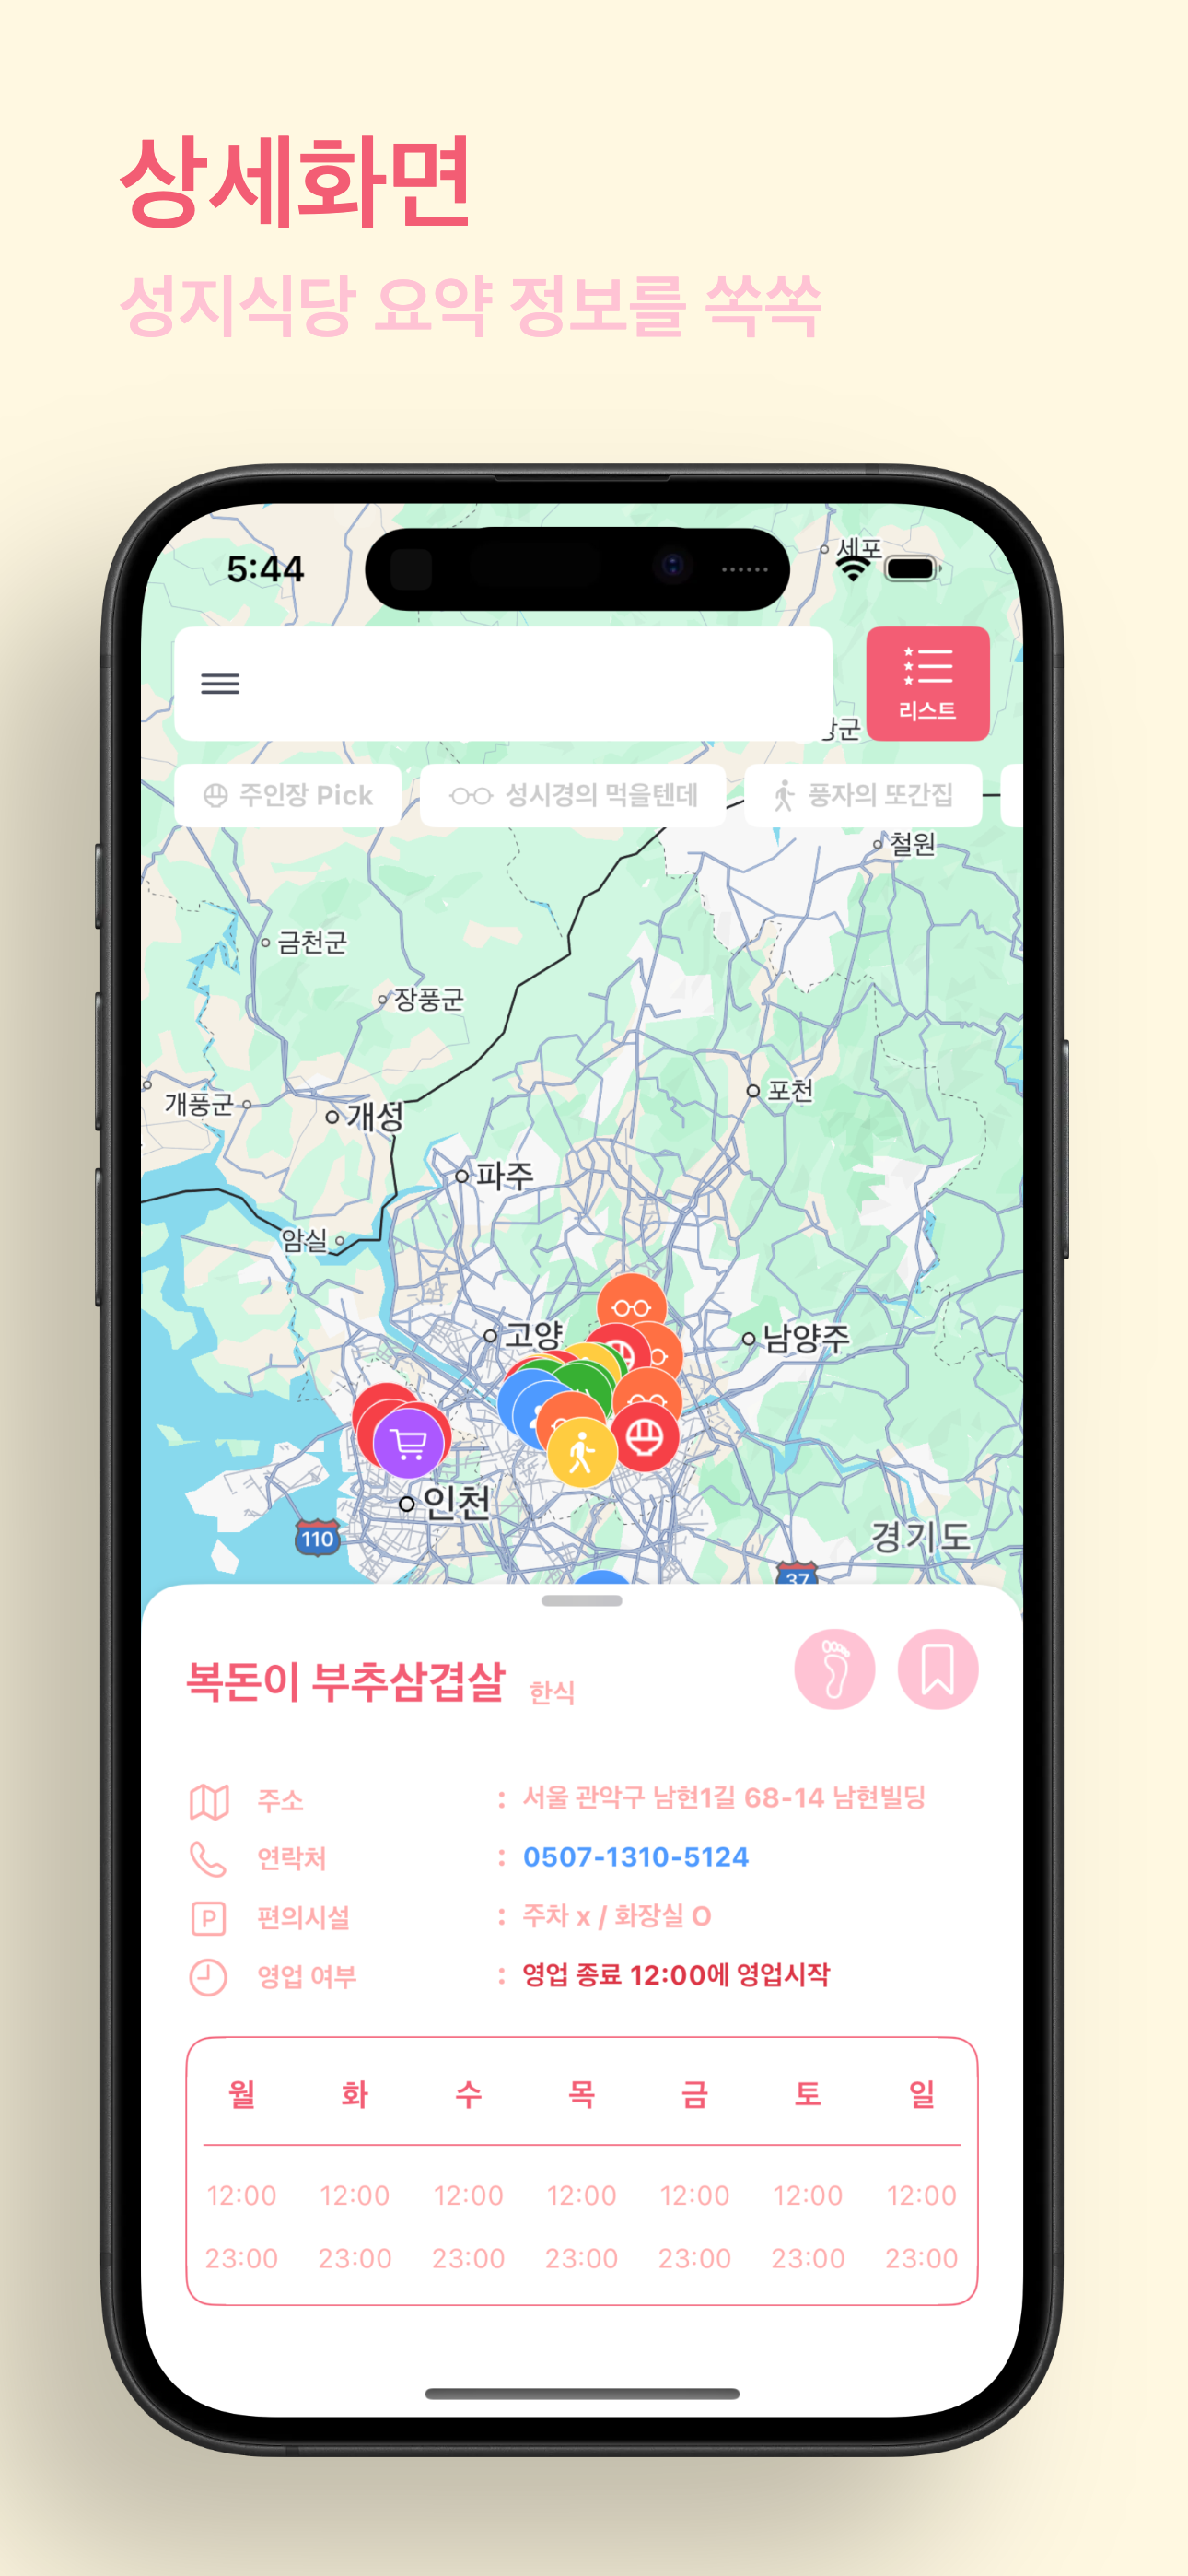 상세화면
성지식당 요약 정보를 쏙쏙
5:44
세포
리스트
주인장 Pick
성시경의 먹을텐데
풍자의 또간집
철원
금천군
장풍군
포천
개풍군
개성
파주
암실
고양
남양주
인천
110
경기도
37
복돈이 부추삼겹살 한식
주소 : 서울 관악구 남현1길 68-14 남현빌딩
연락처 : 0507-1310-5124
P 편의시설 : 주차 x / 화장실 O
영업 여부 : 영업 종료 12:00에 영업시작
월 화 수 목 금 토 일
12:00 12:00 12:00 12:00 12:00 12:00 12:00
23:00 23:00 23:00 23:00 23:00 23:00 23:00